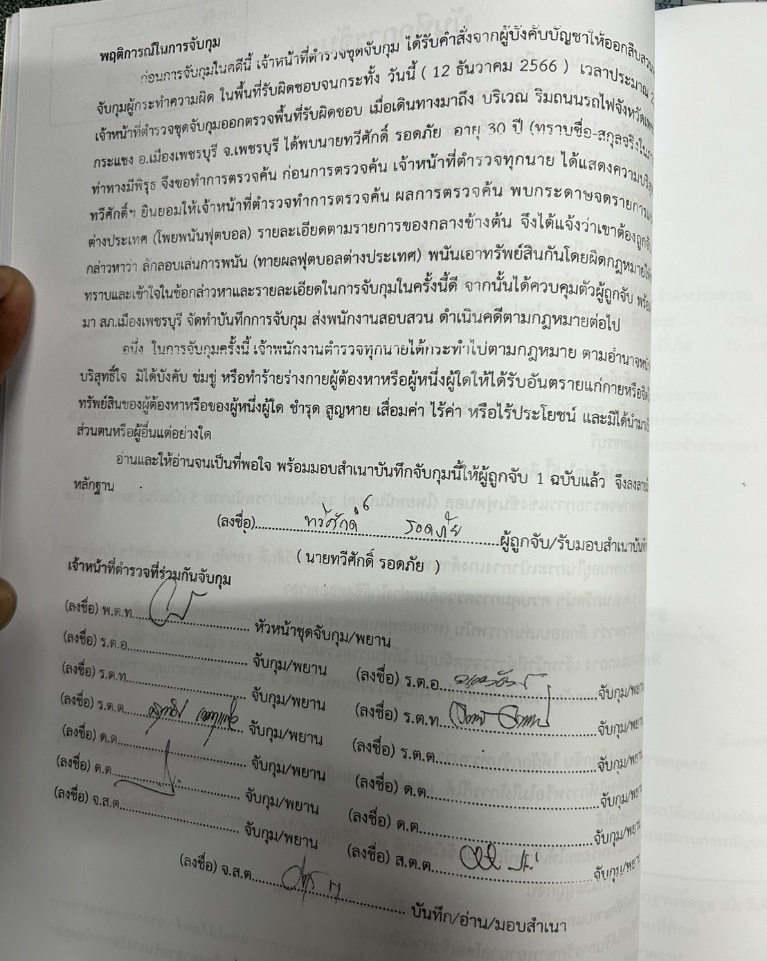 พฤติการณ์ในการจับกุม
ก่อนการจับกุมในคดีนี้ เจ้าหน้าที่ตำรวจชุดจับกุม ได้รับคำสั่งจากผู้บังคับบัญชาให้ออกสืบสวน
จับกุมผู้กระทำความผิด ในพื้นที่รับผิดชอบจนกระทั่ง วันนี้ ( 12 ธันวาคม 2566 ) เวลาประมาณ
เจ้าหน้าที่ตำรวจชุดจับกุมออกตรวจพื้นที่รับผิดชอบ เมื่อเดินทางมาถึง บริเวณ ริมถนนรถไฟจังหวัด
กระแชง อ.เมืองเพชรบุรี จ.เพชรบุรี ได้พบนายทวีศักดิ์ รอดภัย อายุ 30 ปี (ทราบชื่อ-สกุลจริงใน
ท่าทางมีพิรุธ จึงขอทำการตรวจค้น ก่อนการตรวจค้น เจ้าหน้าที่ตำรวจทุกนาย ได้แสดงความ
ทวีศักดิ์ฯ ยินยอมให้เจ้าหน้าที่ตำรวจทำการตรวจค้น ผลการตรวจค้น พบกระดาษจดรายการ
ต่างประเทศ (โพยพนันฟุตบอล) รายละเอียดตามรายการของกลางข้างต้น จึงได้แจ้งว่าเขาต้องถูก
กล่าวหาว่า ลักลอบเล่นการพนัน (ทายผลฟุตบอลต่างประเทศ) พนันเอาทรัพย์สินกันโดยผิดกฎหมาย
ทราบและเข้าใจในข้อกล่าวหาและรายละเอียดในการจับกุมในครั้งนี้ดี จากนั้นได้ควบคุมตัวผู้ถูกจับ
มา สภ.เมืองเพชรบุรี จัดทำบันทึกการจับกุม ส่งพนักงานสอบสวน ดำเนินคดีตามกฎหมายต่อไป
อนึ่ง ในการจับกุมครั้งนี้ เจ้าพนักงานตำรวจทุกนายได้กระทำไปตามกฎหมาย ตามอำนาจ
บริสุทธิ์ใจ มิได้บังคับ ข่มขู่ หรือทำร้ายร่างกายผู้ต้องหาหรือผู้หนึ่งผู้ใดให้ได้รับอันตรายแก่กายหรือ
ทรัพย์สินของผู้ต้องหาหรือของผู้หนึ่งผู้ใด ชำรุด สูญหาย เสื่อมค่า ไร้ค่า หรือไร้ประโยชน์ และมิได้นำมา
ส่วนตนหรือผู้อื่นแต่อย่างใด
อ่านและให้อ่านจนเป็นที่พอใจ พร้อมมอบสำเนาบันทึกจับกุมนี้ให้ผู้ถูกจับ 1 ฉบับแล้ว จึงลง
หลักฐาน
(ลงชื่อ) ทวีศักดิ์ รอดภัย ผู้ถูกจับ/รับมอบสำเนา
( นายทวีศักดิ์ รอดภัย )
เจ้าหน้าที่ตำรวจที่ร่วมกันจับกุม
(ลงชื่อ) พ.ต.ท. หัวหน้าชุดจับกุม/พยาน
(ลงชื่อ) ร.ต.อ. จับกุม/พยาน (ลงชื่อ) ร.ต.อ. จับกุม/พยาน
(ลงชื่อ) ร.ต.ท. จับกุม/พยาน (ลงชื่อ) ร.ต.ท. จับกุม/พยาน
(ลงชื่อ) ร.ต.ต. จับกุม/พยาน (ลงชื่อ) ร.ต.ต. จับกุม/พยาน
(ลงชื่อ) ด.ต. จับกุม/พยาน (ลงชื่อ) ด.ต. จับกุม/พยาน
(ลงชื่อ) ด.ต. จับกุม/พยาน (ลงชื่อ) ด.ต. จับกุม/พยาน
(ลงชื่อ) จ.ส.ต. จับกุม/พยาน (ลงชื่อ) ส.ต.ต. จับกุม/พยาน
(ลงชื่อ) จ.ส.ต. บันทึก/อ่าน/มอบสำเนา